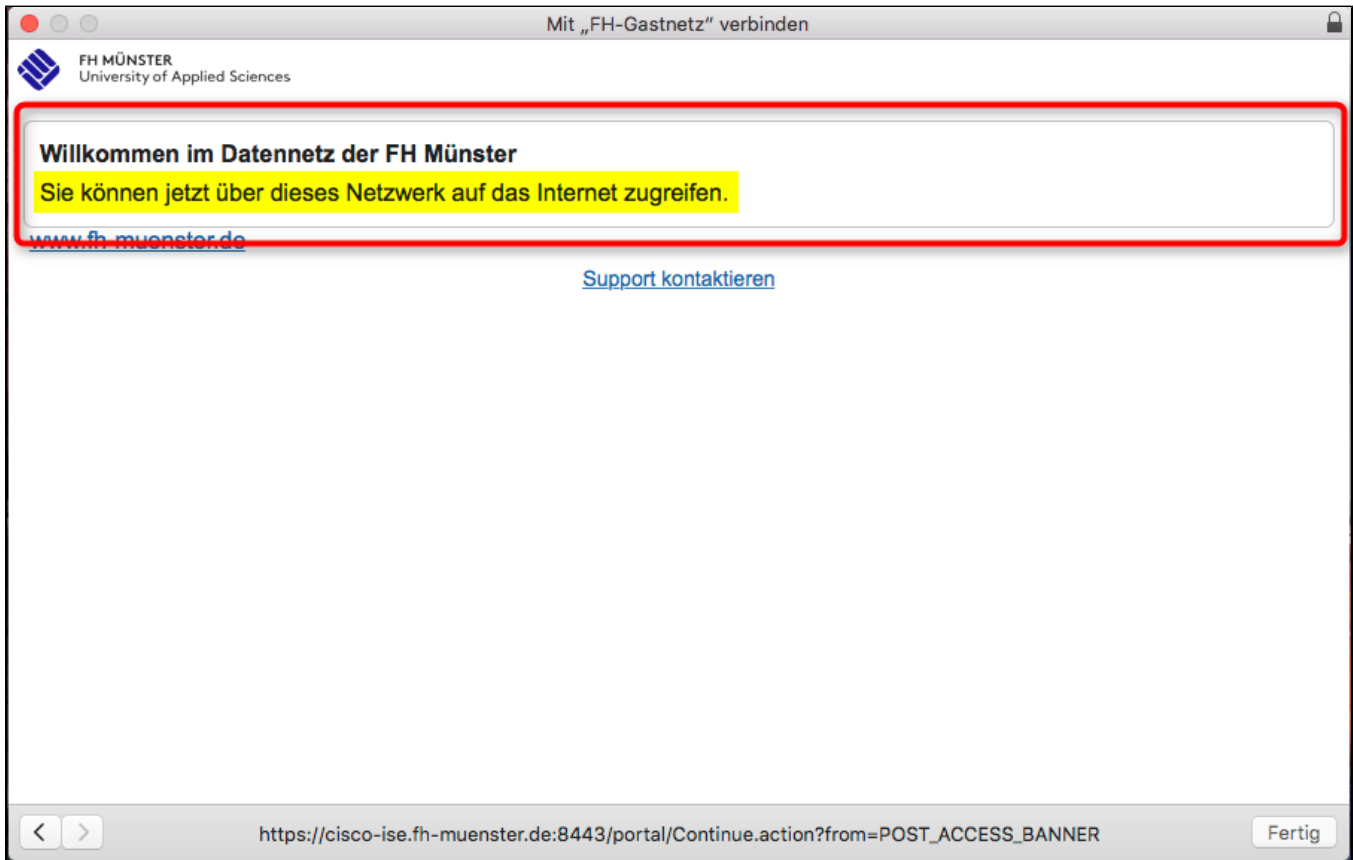 Mit „FH-Gastnetz“ verbinden
FH MÜNSTER
University of Applied Sciences
Willkommen im Datennetz der FH Münster
Sie können jetzt über dieses Netzwerk auf das Internet zugreifen.
www.fh-muenster.de
Support kontaktieren
https://cisco-ise.fh-muenster.de:8443/portal/Continue.action?from=POST_ACCESS_BANNER
Fertig